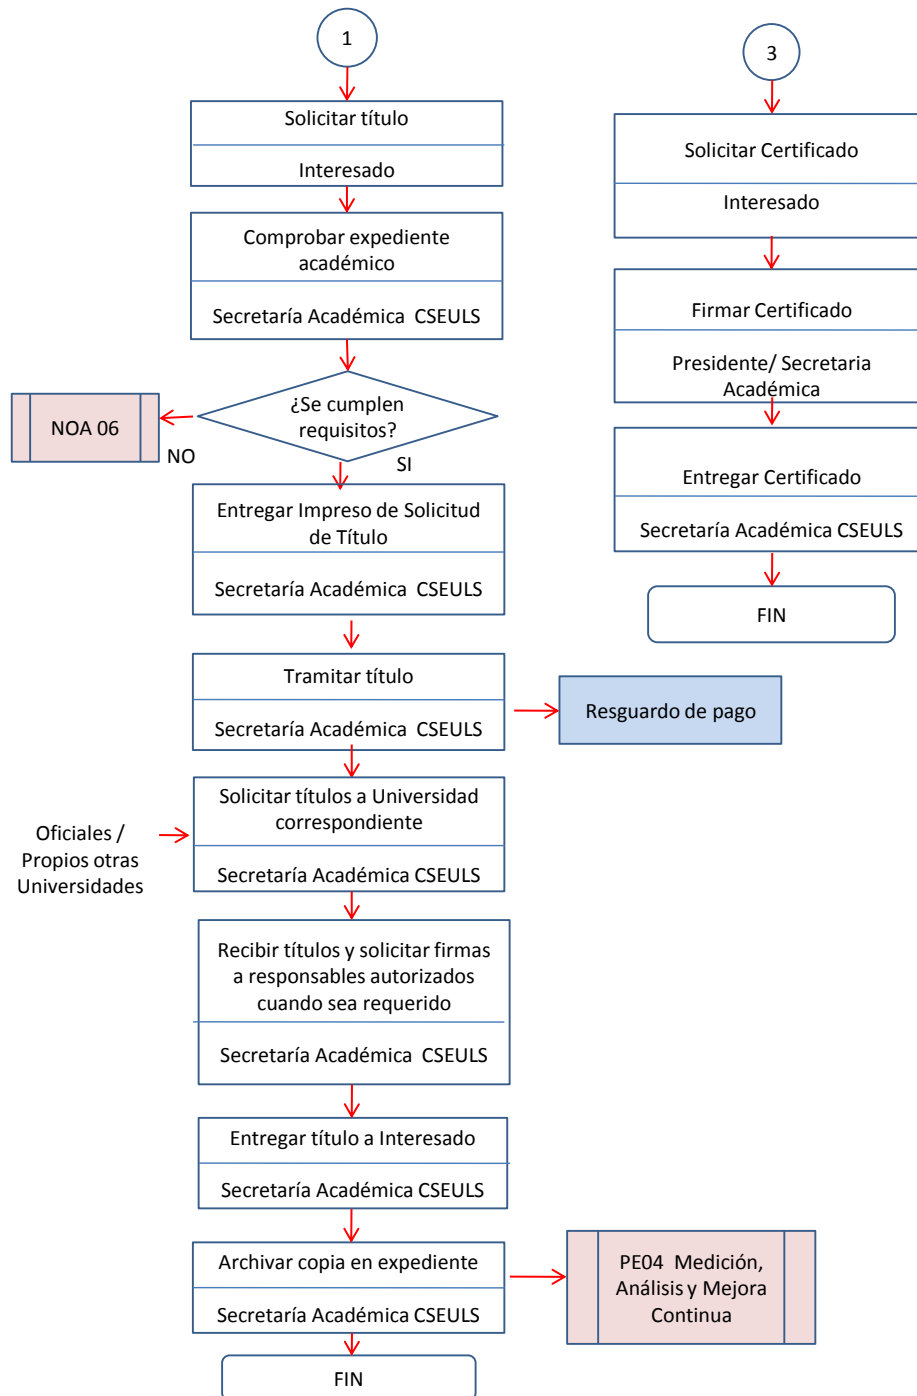 1
Solicitar título
Interesado
Comprobar expediente
académico
Secretaría Académica CSEULS
¿Se cumplen
requisitos?
NOA 06
NO
SI
Entregar Impreso de Solicitud
de Título
Secretaría Académica CSEULS
Tramitar título
Secretaría Académica CSEULS
Resguardo de pago
Solicitar títulos a Universidad
correspondiente
Secretaría Académica CSEULS
Oficiales /
Propios otras
Universidades
Recibir títulos y solicitar firmas
a responsables autorizados
cuando sea requerido
Secretaría Académica CSEULS
Entregar título a Interesado
Secretaría Académica CSEULS
Archivar copia en expediente
Secretaría Académica CSEULS
PE04 Medición,
Análisis y Mejora
Continua
FIN
3
Solicitar Certificado
Interesado
Firmar Certificado
Presidente/ Secretaria
Académica
Entregar Certificado
Secretaría Académica CSEULS
FIN